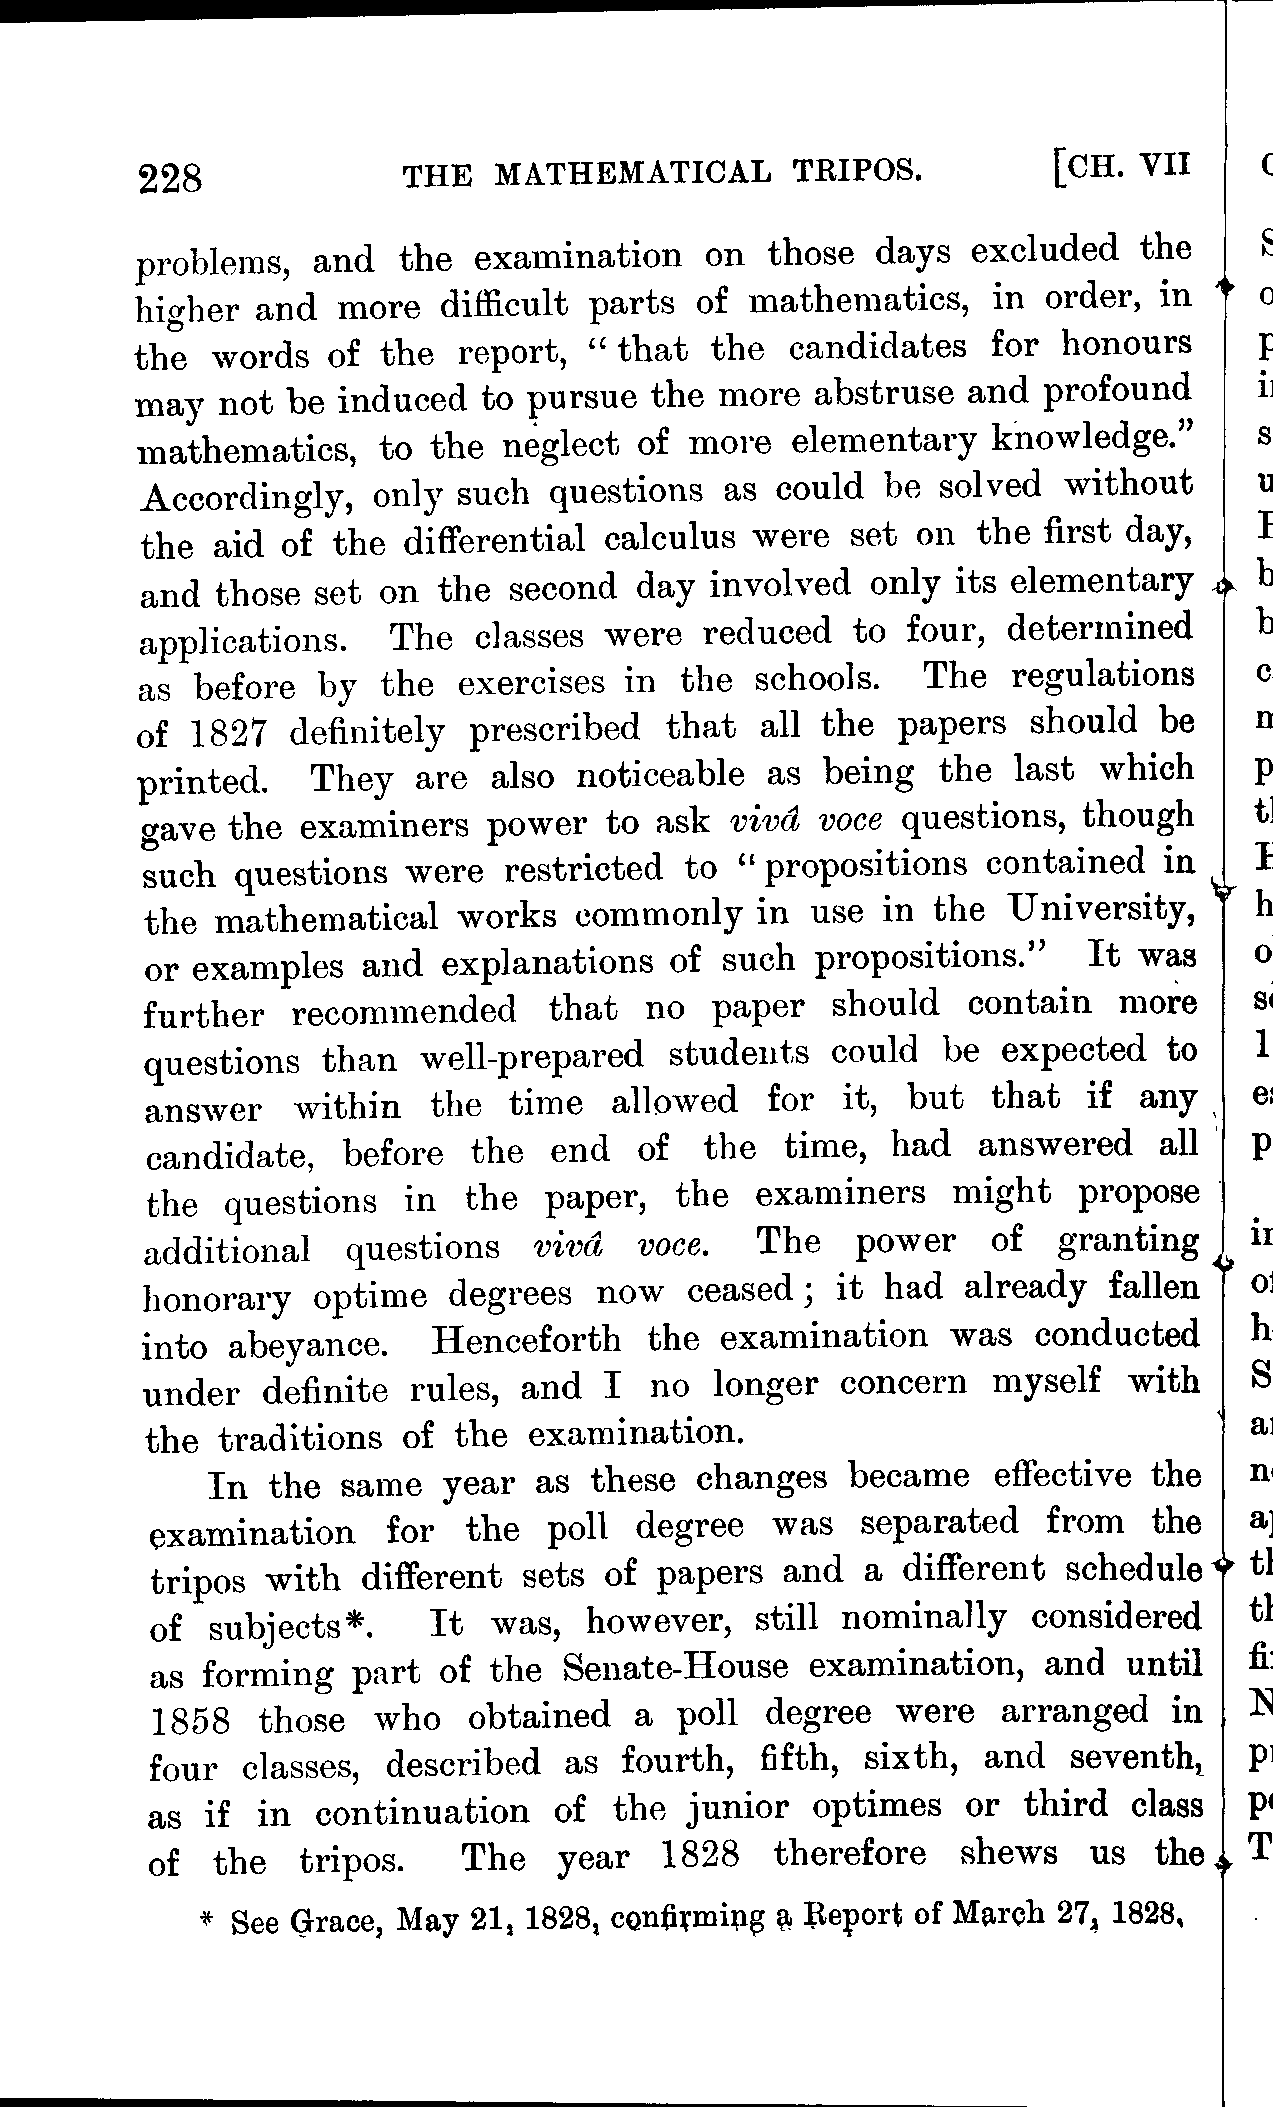 228 THE MATHEMATICAL TRIPOS. [CH. VII
problems, and the examination on those days excluded the
higher and more difficult parts of mathematics, in order, in
the words of the report, “that the candidates for honours
may not be induced to pursue the more abstruse and profound
mathematics, to the neglect of more elementary knowledge.”
Accordingly, only such questions as could be solved without
the aid of the differential calculus were set on the first day,
and those set on the second day involved only its elementary
applications. The classes were reduced to four, determined
as before by the exercises in the schools. The regulations
of 1827 definitely prescribed that all the papers should be
printed. They are also noticeable as being the last which
gave the examiners power to ask vivâ voce questions, though
such questions were restricted to “propositions contained in
the mathematical works commonly in use in the University,
or examples and explanations of such propositions.” It was
further recommended that no paper should contain more
questions than well-prepared students could be expected to
answer within the time allowed for it, but that if any
candidate, before the end of the time, had answered all
the questions in the paper, the examiners might propose
additional questions vivâ voce. The power of granting
honorary optime degrees now ceased; it had already fallen
into abeyance. Henceforth the examination was conducted
under definite rules, and I no longer concern myself with
the traditions of the examination.
In the same year as these changes became effective the
examination for the poll degree was separated from the
tripos with different sets of papers and a different schedule
of subjects*. It was, however, still nominally considered
as forming part of the Senate-House examination, and until
1858 those who obtained a poll degree were arranged in
four classes, described as fourth, fifth, sixth, and seventh,
as if in continuation of the junior optimes or third class
of the tripos. The year 1828 therefore shews us the
* See Grace, May 21, 1828, confirming a Report of March 27, 1828.